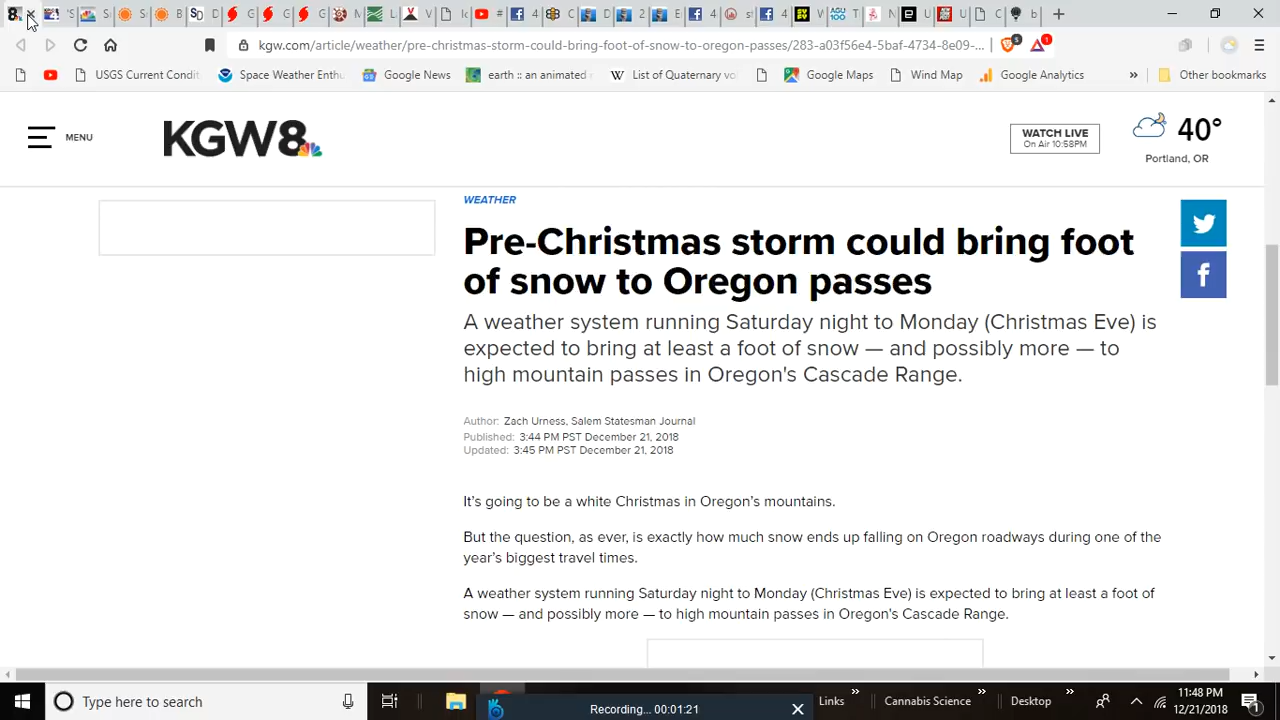 kgw.com/article/weather/pre-christmas-storm-could-bring-foot-of-snow-to-oregon-passes/283-a03f56e4-5baf-4734-8e09-...
USGS Current Condit
Space Weather Enthu
Google News
earth :: an animated
List of Quaternary vo
Google Maps
Wind Map
Google Analytics
»
Other bookmarks
MENU
KGW8
WATCH LIVE
On Air 10:58PM
40°
Portland, OR
WEATHER
Pre-Christmas storm could bring foot
of snow to Oregon passes
A weather system running Saturday night to Monday (Christmas Eve) is
expected to bring at least a foot of snow — and possibly more — to
high mountain passes in Oregon's Cascade Range.
Author: Zach Urness, Salem Statesman Journal
Published: 3:44 PM PST December 21, 2018
Updated: 3:45 PM PST December 21, 2018
It's going to be a white Christmas in Oregon's mountains.
But the question, as ever, is exactly how much snow ends up falling on Oregon roadways during one of the
year's biggest travel times.
A weather system running Saturday night to Monday (Christmas Eve) is expected to bring at least a foot of
snow — and possibly more — to high mountain passes in Oregon's Cascade Range.
Type here to search
Recording... 00:01:21
Links
»
Cannabis Science
»
Desktop
»
11:48 PM
12/21/2018